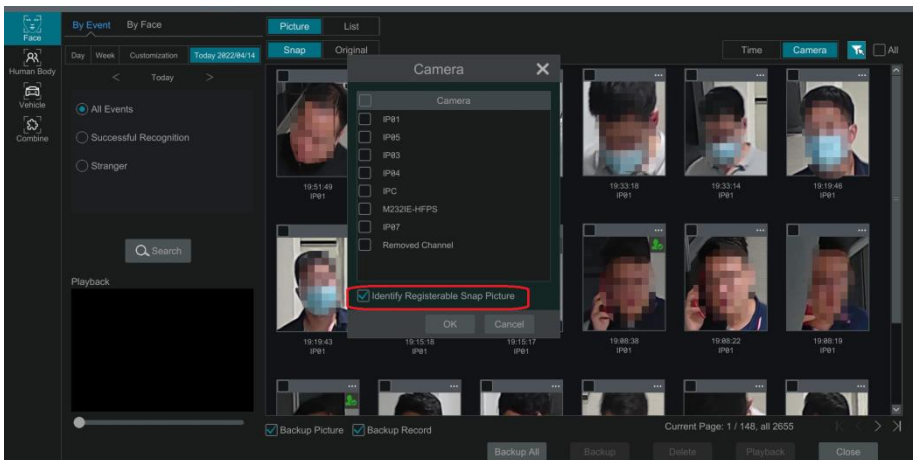 Face
Human Body
Vehicle
Combine
By Event By Face
Day Week Customization Today 2022/04/14
< Today >
All Events
Successful Recognition
Stranger
Search
Playback
Picture List
Snap Original
Time Camera All
Camera
Camera
IP01
IP05
IP03
IP04
IPC
M232IE-HFPS
IP07
Removed Channel
Identify Registerable Snap Picture
OK Cancel
19:51:49
IP01
19:33:18
IP01
19:33:14
IP01
19:19:46
IP01
19:19:43
IP01
19:15:18
IP01
19:15:17
IP01
19:08:38
IP01
19:08:22
IP01
19:08:19
IP01
Backup Picture Backup Record
Current Page: 1 / 148, all 2655
Backup All Backup Delete Playback Close